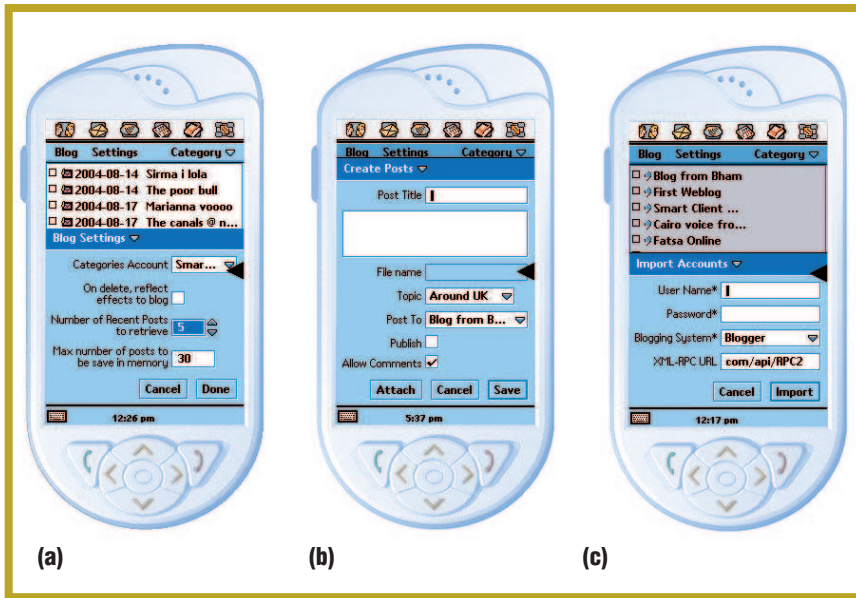 Blog Settings Category
2004-08-14 Sirma i lola
2004-08-14 The poor bull
2004-08-17 Marianna voooo
2004-08-17 The canals @ n...
Blog Settings
Categories Account Smar...
On delete, reflect
effects to blog
Number of Recent Posts
to retrieve 5
Max number of posts to
be save in memory 30
Cancel Done
12:26 pm
(a)
Blog Settings Category
Create Posts
Post Title
File name
Topic Around UK
Post To Blog from B...
Publish
Allow Comments
Attach Cancel Save
5:37 pm
(b)
Blog Settings Category
Blog from Bham
First Weblog
Smart Client ...
Cairo voice fro...
Fatsa Online
Import Accounts
User Name*
Password*
Blogging System* Blogger
XML-RPC URL com/api/RPC2
Cancel Import
12:17 pm
(c)